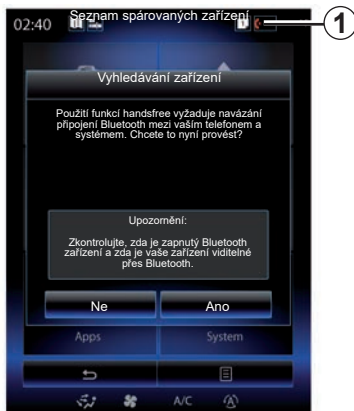 02:40
Seznam spárovaných zařízení
1
Vyhledávání zařízení
Použití funkcí handsfree vyžaduje navázání
připojení Bluetooth mezi vaším telefonem a
systémem. Chcete to nyní provést?
Upozornění:
Zkontrolujte, zda je zapnutý Bluetooth
zařízení a zda je vaše zařízení viditelné
přes Bluetooth.
Ne
Ano
Apps
System
A/C